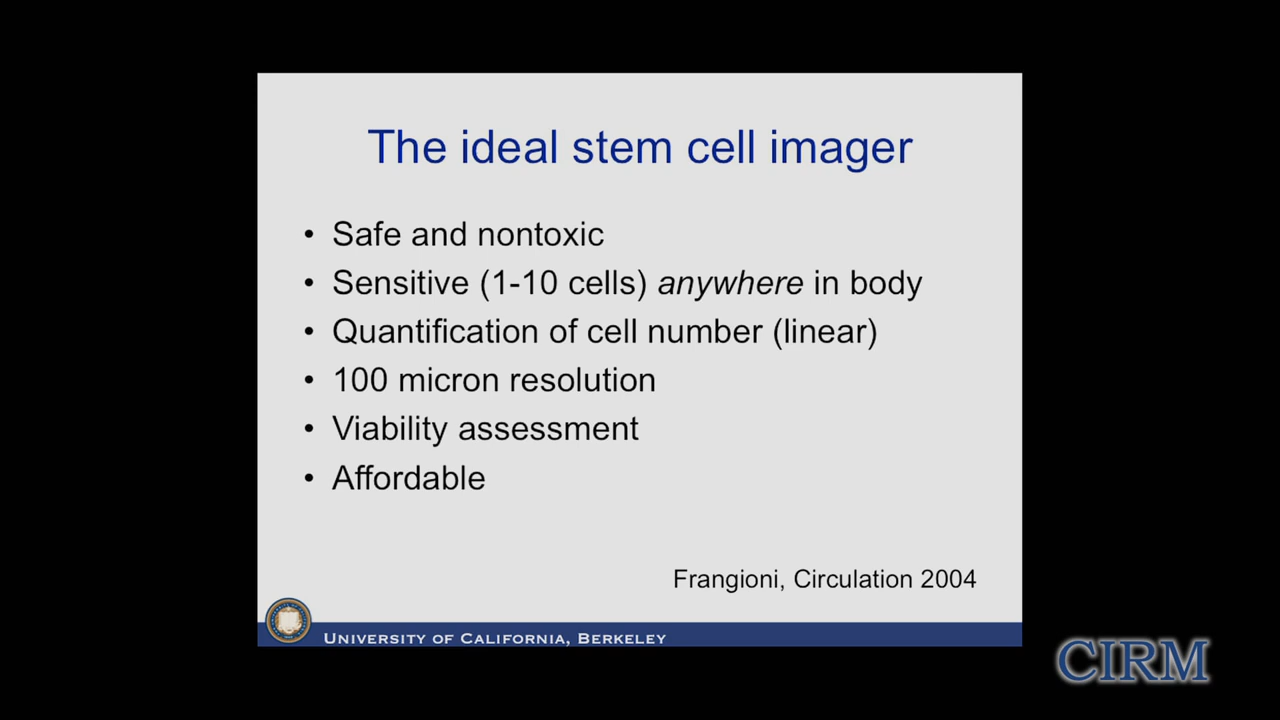 The ideal stem cell imager
• Safe and nontoxic
• Sensitive (1-10 cells) anywhere in body
• Quantification of cell number (linear)
• 100 micron resolution
• Viability assessment
• Affordable
Frangioni, Circulation 2004
UNIVERSITY OF CALIFORNIA, BERKELEY
CIRM